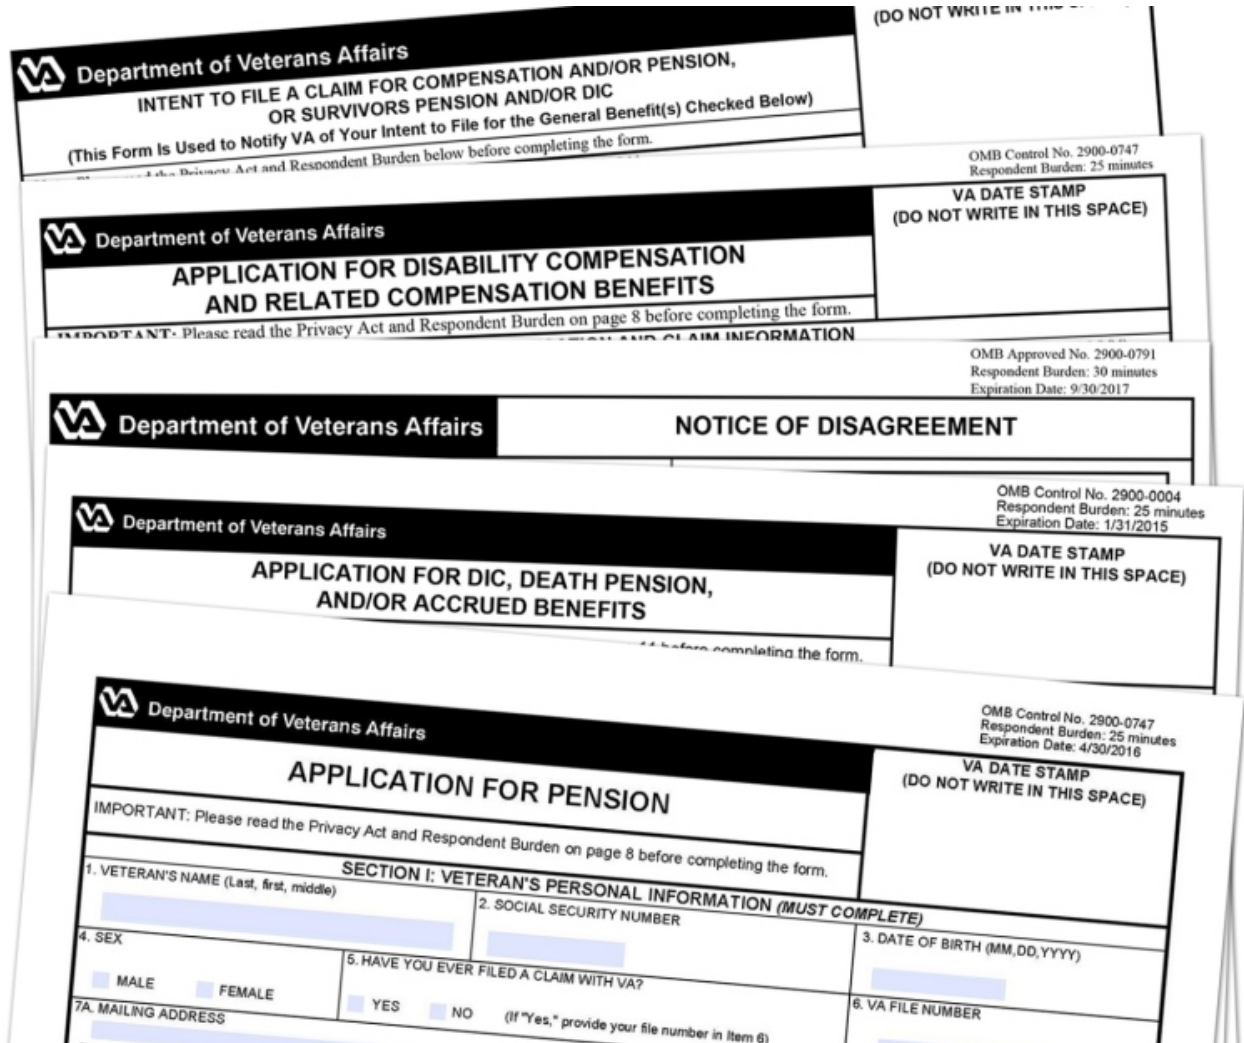 (DO NOT WRITE IN THIS
VA Department of Veterans Affairs
INTENT TO FILE A CLAIM FOR COMPENSATION AND/OR PENSION,
OR SURVIVORS PENSION AND/OR DIC
(This Form Is Used to Notify VA of Your Intent to File for the General Benefit(s) Checked Below)
the Privacy Act and Respondent Burden below before completing the form.
OMB Control No. 2900-0747
Respondent Burden: 25 minutes
VA DATE STAMP
(DO NOT WRITE IN THIS SPACE)
VA Department of Veterans Affairs
APPLICATION FOR DISABILITY COMPENSATION
AND RELATED COMPENSATION BENEFITS
IMPORTANT: Please read the Privacy Act and Respondent Burden on page 8 before completing the form.
AND CLAIM INFORMATION
OMB Approved No. 2900-0791
Respondent Burden: 30 minutes
Expiration Date: 9/30/2017
VA Department of Veterans Affairs
NOTICE OF DISAGREEMENT
OMB Control No. 2900-0004
Respondent Burden: 25 minutes
Expiration Date: 1/31/2015
VA DATE STAMP
(DO NOT WRITE IN THIS SPACE)
VA Department of Veterans Affairs
APPLICATION FOR DIC, DEATH PENSION,
AND/OR ACCRUED BENEFITS
before completing the form.
OMB Control No. 2900-0747
Respondent Burden: 25 minutes
Expiration Date: 4/30/2016
VA DATE STAMP
(DO NOT WRITE IN THIS SPACE)
VA Department of Veterans Affairs
APPLICATION FOR PENSION
IMPORTANT: Please read the Privacy Act and Respondent Burden on page 8 before completing the form.
SECTION I: VETERAN'S PERSONAL INFORMATION (MUST COMPLETE)
1. VETERAN'S NAME (Last, first, middle)
2. SOCIAL SECURITY NUMBER
3. DATE OF BIRTH (MM,DD,YYYY)
4. SEX
MALE FEMALE
5. HAVE YOU EVER FILED A CLAIM WITH VA?
YES NO (If "Yes," provide your file number in Item 6)
6. VA FILE NUMBER
7A. MAILING ADDRESS